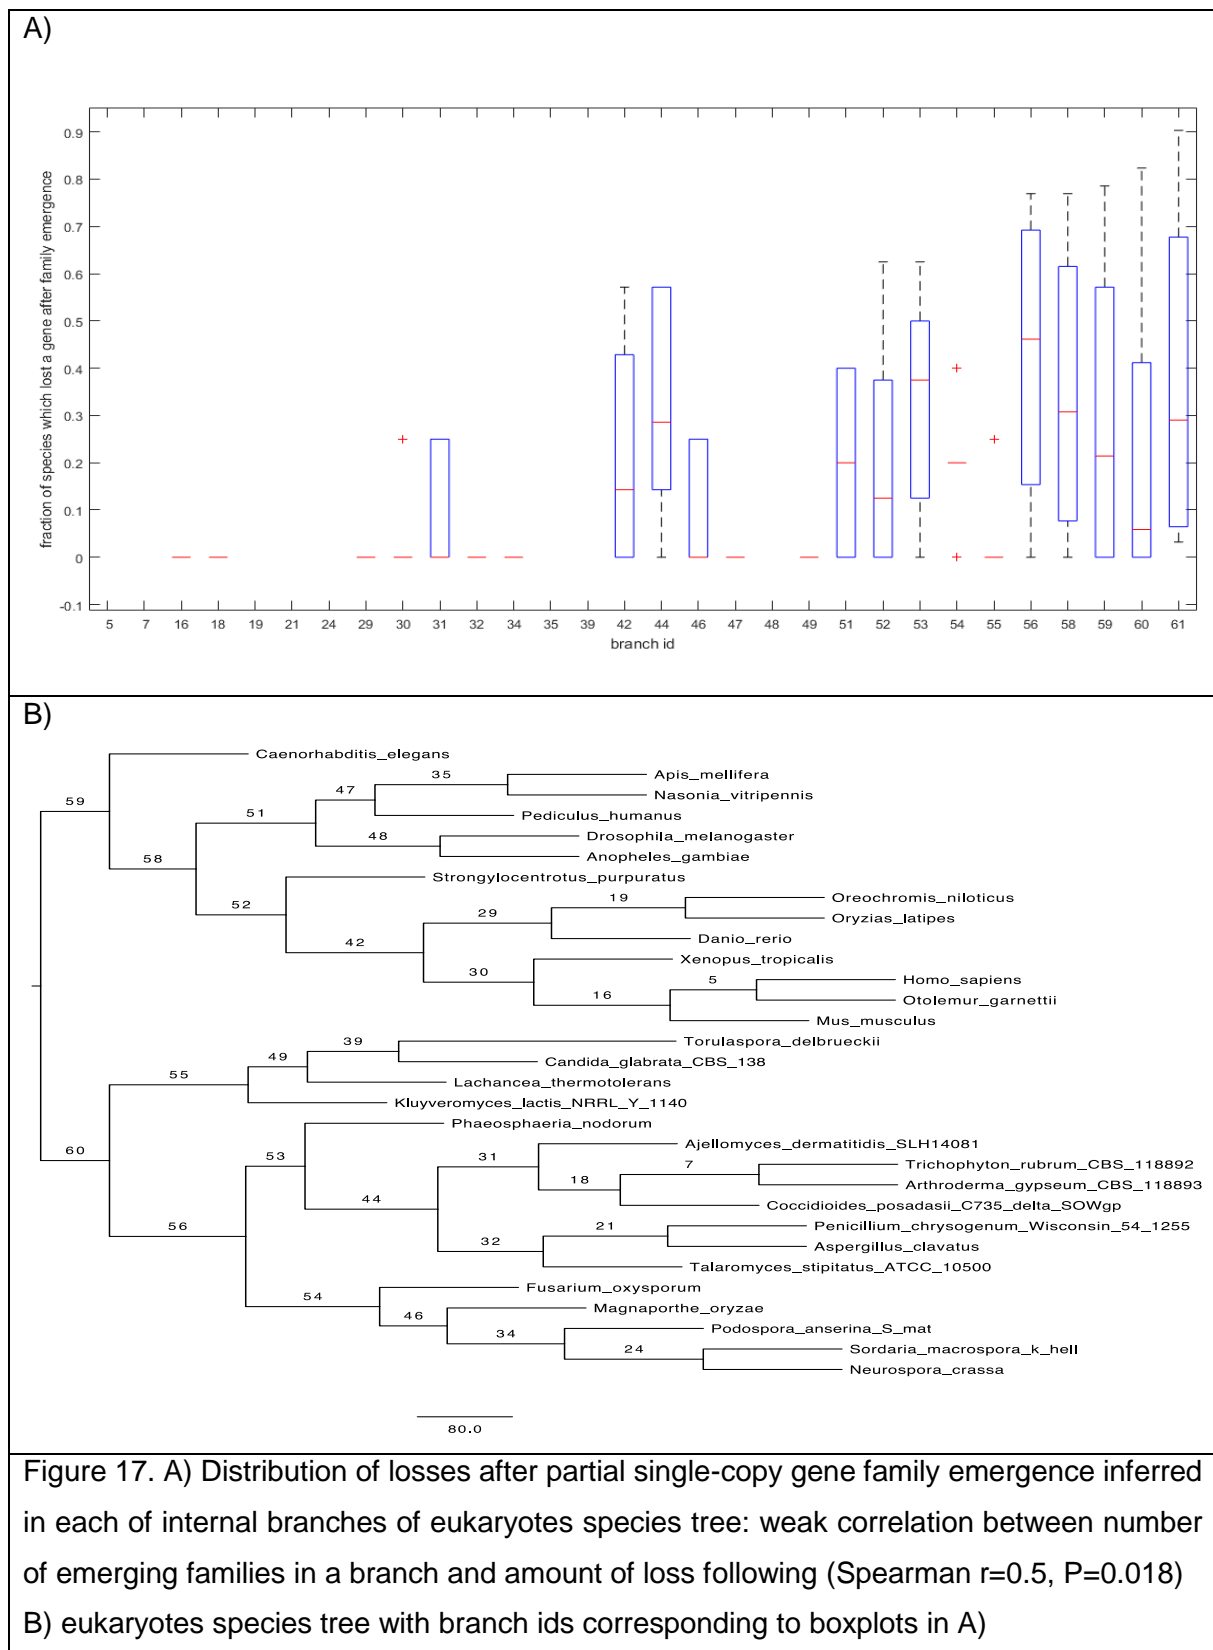 A)
0.9
0.8
0.7
0.6
0.5
0.4
0.3
0.2
0.1
0
-0.1
fraction of species which lost a gene after family emergence
5 7 16 18 19 21 24 29 30 31 32 34 35 39 42 44 46 47 48 49 51 52 53 54 55 56 58 59 60 61
branch id
B)
Caenorhabditis_elegans
35 Apis_mellifera
59 47 Nasonia_vitripennis
51 Pediculus_humanus
48 Drosophila_melanogaster
58 Anopheles_gambiae
Strongylocentrotus_purpuratus
19 Oreochromis_niloticus
52 29 Oryzias_latipes
42 Danio_rerio
Xenopus_tropicalis
30 5 Homo_sapiens
16 Otolemur_garnettii
Mus_musculus
39 Torulaspora_delbrueckii
49 Candida_glabrata_CBS_138
55 Lachancea_thermotolerans
Kluyveromyces_lactis_NRRL_Y_1140
Phaeosphaeria_nodorum
60 53 31 Ajellomyces_dermatitidis_SLH14081
7 Trichophyton_rubrum_CBS_118892
18 Arthroderma_gypseum_CBS_118893
44 Coccidioides_posadasii_C735_delta_SOWgp
56 21 Penicillium_chrysogenum_Wisconsin_54_1255
32 Aspergillus_clavatus
Talaromyces_stipitatus_ATCC_10500
54 Fusarium_oxysporum
46 Magnaporthe_oryzae
34 Podospora_anserina_S_mat
24 Sordaria_macrospora_k_hell
Neurospora_crassa
80.0
Figure 17. A) Distribution of losses after partial single-copy gene family emergence inferred
in each of internal branches of eukaryotes species tree: weak correlation between number
of emerging families in a branch and amount of loss following (Spearman r=0.5, P=0.018)
B) eukaryotes species tree with branch ids corresponding to boxplots in A)